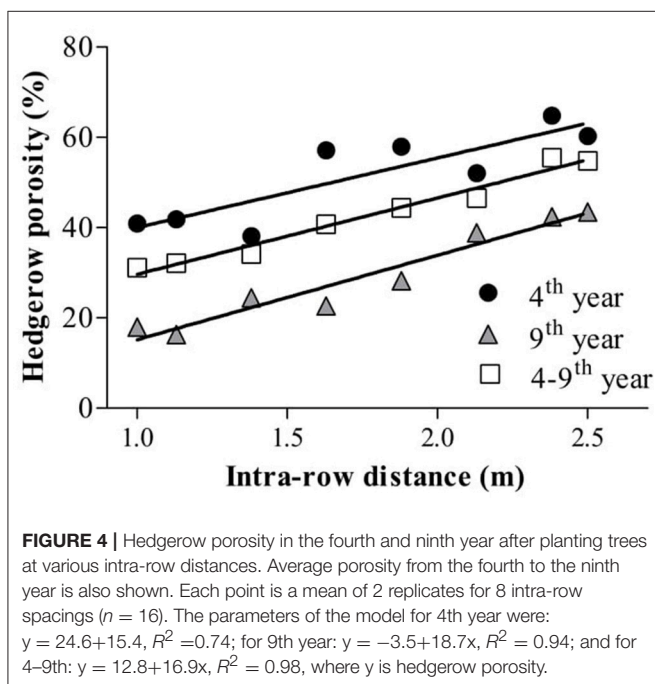 80
60
40
20
0
Hedgerow porosity (%)
4th year
9th year
4-9th year
1.0 1.5 2.0 2.5
Intra-row distance (m)
FIGURE 4 | Hedgerow porosity in the fourth and ninth year after planting trees
at various intra-row distances. Average porosity from the fourth to the ninth
year is also shown. Each point is a mean of 2 replicates for 8 intra-row
spacings (n = 16). The parameters of the model for 4th year were:
y = 24.6+15.4, R² =0.74; for 9th year: y = −3.5+18.7x, R² = 0.94; and for
4–9th: y = 12.8+16.9x, R² = 0.98, where y is hedgerow porosity.